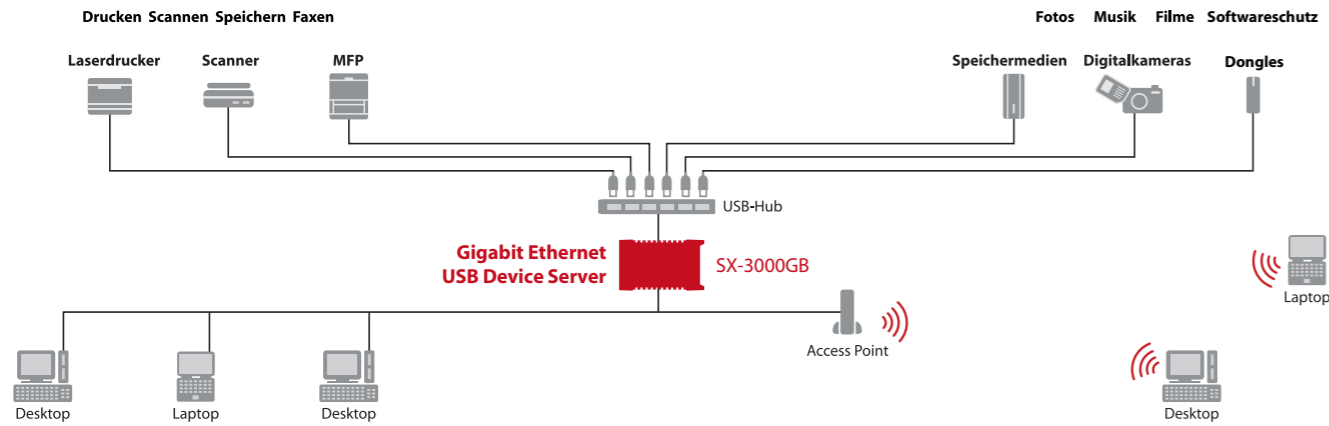 Drucken Scannen Speichern Faxen
Fotos Musik Filme Softwareschutz
Laserdrucker
Scanner
MFP
Speichermedien
Digitalkameras
Dongles
USB-Hub
Gigabit Ethernet
USB Device Server
SX-3000GB
Laptop
Access Point
Desktop
Laptop
Desktop
Desktop